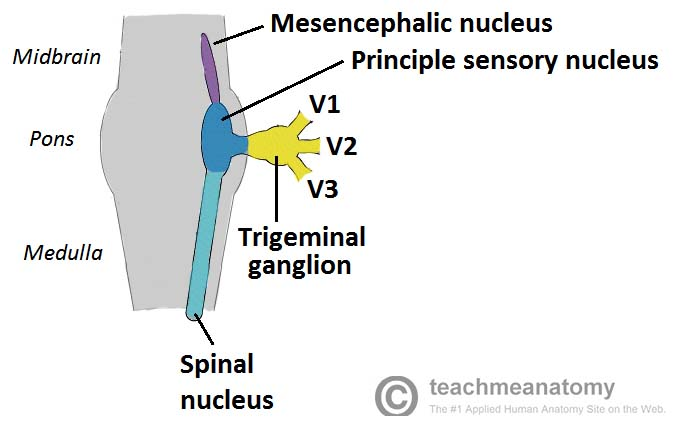 Mesencephalic nucleus
Midbrain
Principle sensory nucleus
V1
Pons
V2
V3
Trigeminal
ganglion
Medulla
Spinal
nucleus
© teachmeanatomy
The #1 Applied Human Anatomy Site on the Web.